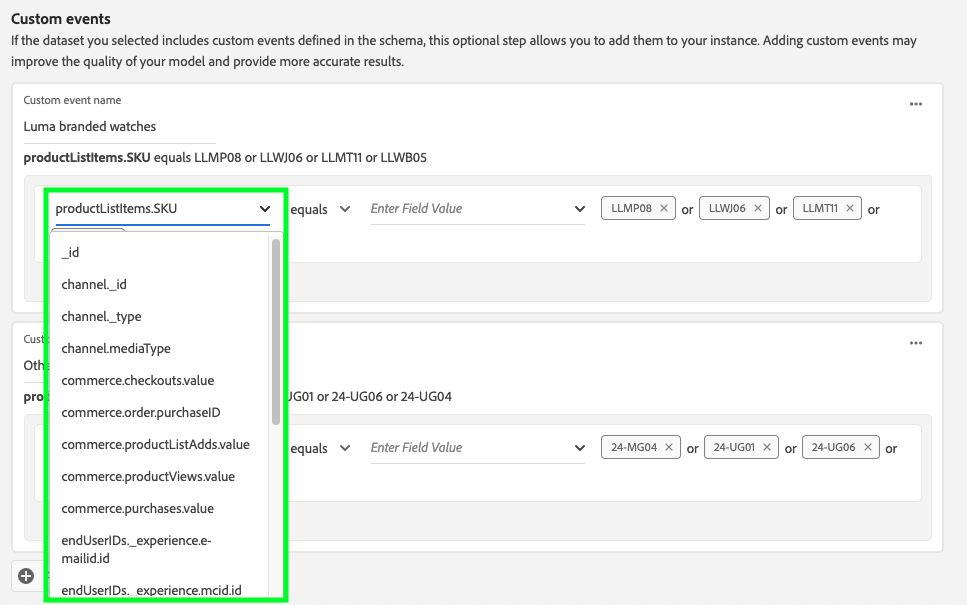 Custom events
If the dataset you selected includes custom events defined in the schema, this optional step allows you to add them to your instance. Adding custom events may
improve the quality of your model and provide more accurate results.
Custom event name
Luma branded watches
productListItems.SKU equals LLMP08 or LLWJ06 or LLMT11 or LLWB05
productListItems.SKU equals Enter Field Value LLMP08 × or LLWJ06 × or LLMT11 × or
_id
channel._id
channel._type
channel.mediaType
commerce.checkouts.value
commerce.order.purchaseID
commerce.productListAdds.value
commerce.productViews.value
commerce.purchases.value
endUserIDs._experience.e-
mailid.id
endUserIDs._experience.mcid.id
UG01 or 24-UG06 or 24-UG04
equals Enter Field Value 24-MG04 × or 24-UG01 × or 24-UG06 × or